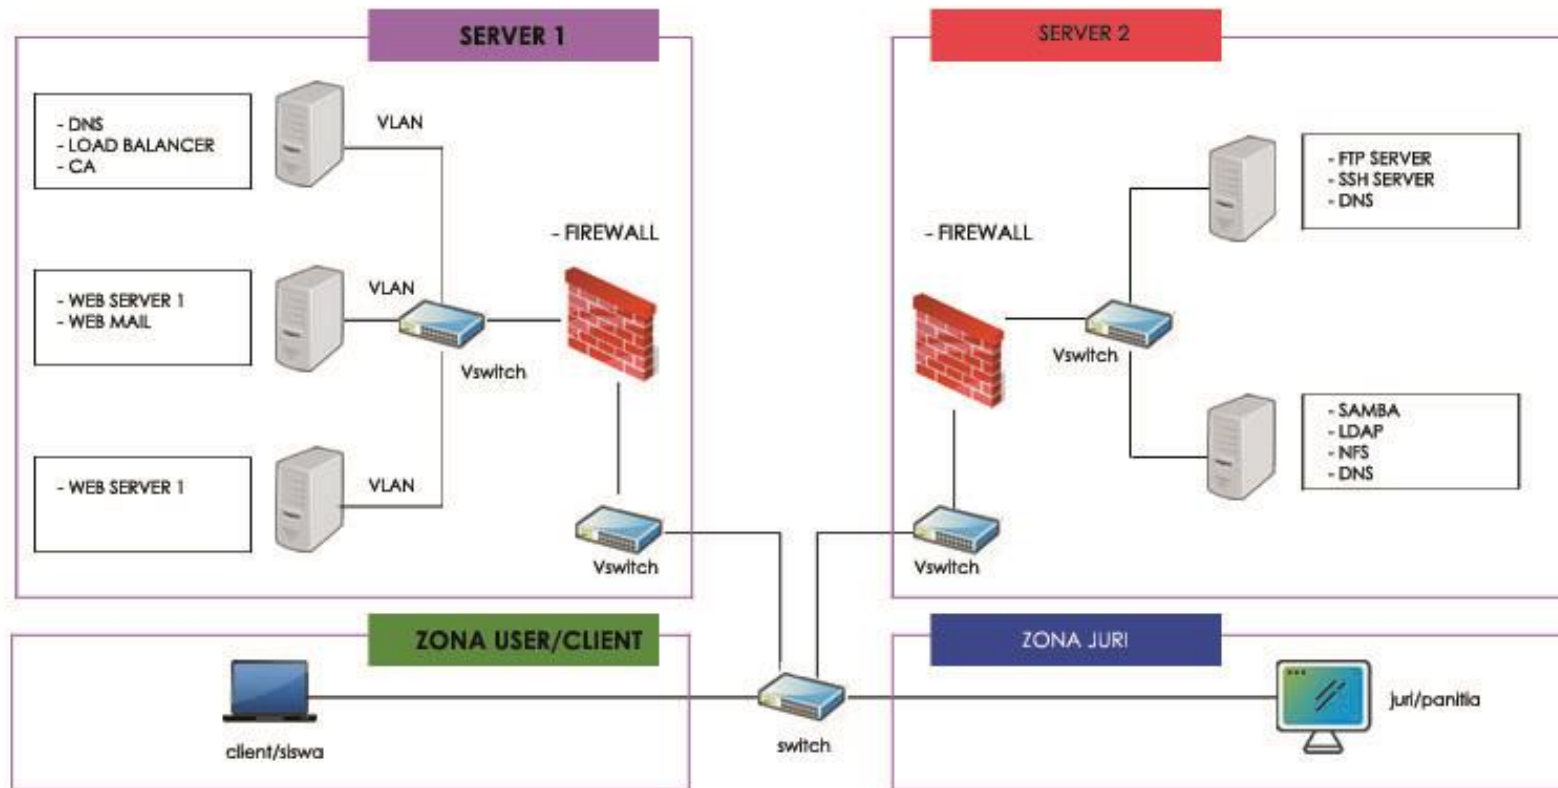 SERVER 1
- DNS
- LOAD BALANCER
- CA
VLAN
- FIREWALL
- WEB SERVER 1
- WEB MAIL
VLAN
Vswitch
- WEB SERVER 1
VLAN
Vswitch
SERVER 2
- FTP SERVER
- SSH SERVER
- DNS
- FIREWALL
Vswitch
- SAMBA
- LDAP
- NFS
- DNS
Vswitch
ZONA USER/CLIENT
client/siswa
switch
ZONA JURI
juri/panitia